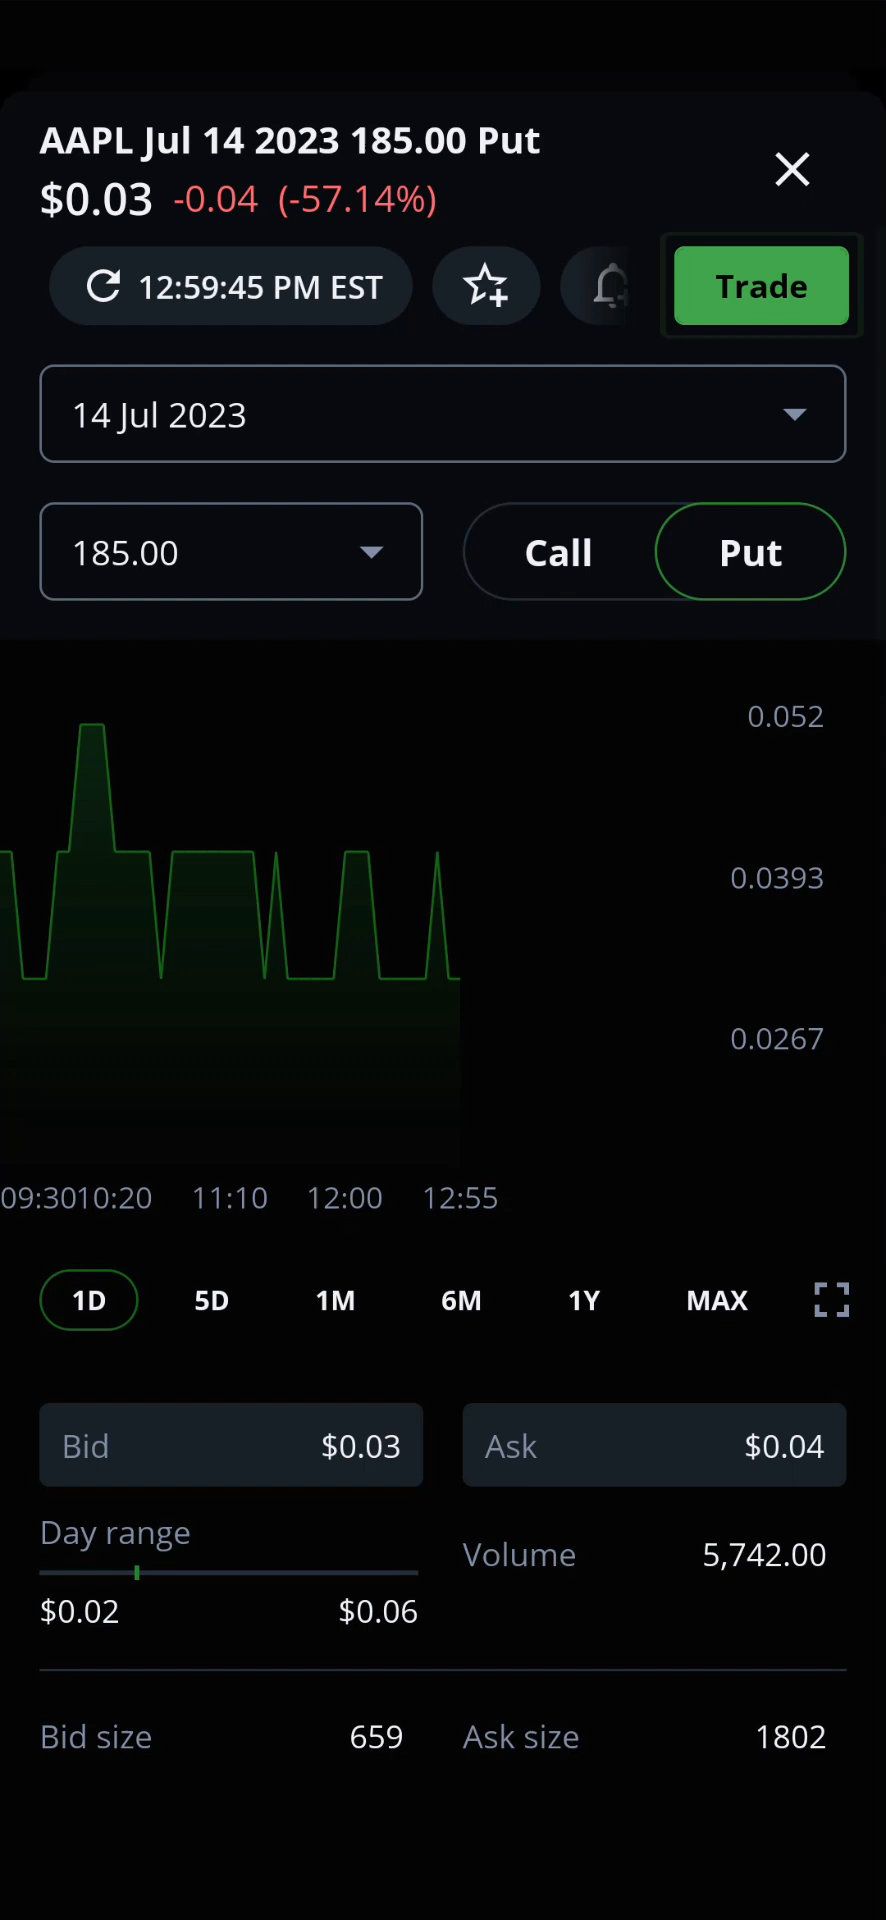 AAPL Jul 14 2023 185.00 Put
$0.03 -0.04 (-57.14%)
12:59:45 PM EST
Trade
14 Jul 2023
185.00
Call
Put
0.052
0.0393
0.0267
09:30 10:20 11:10 12:00 12:55
1D 5D 1M 6M 1Y MAX
Bid $0.03
Ask $0.04
Day range
$0.02 $0.06
Volume 5,742.00
Bid size 659
Ask size 1802